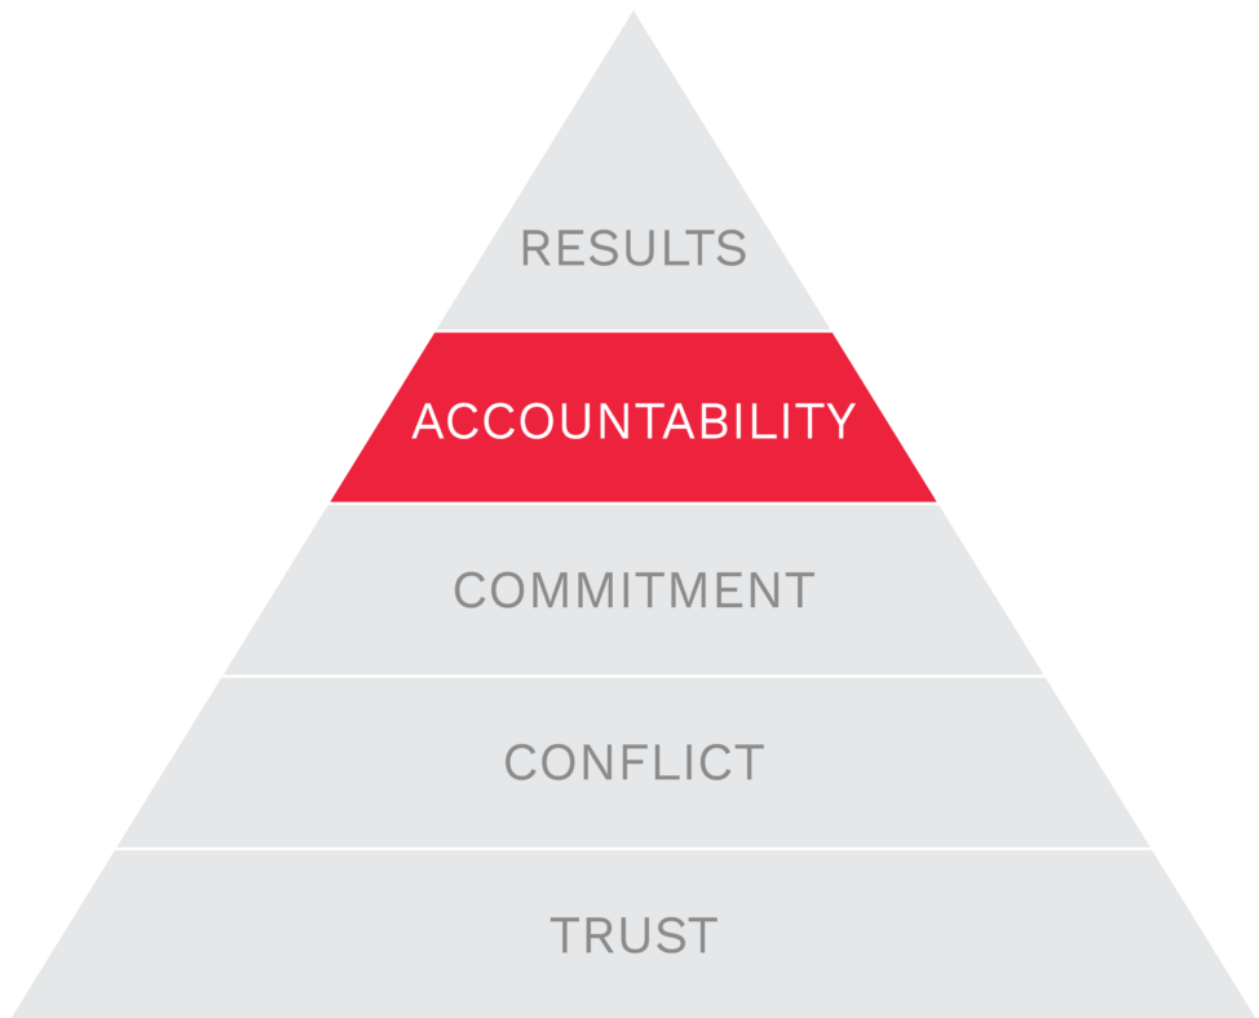 RESULTS
ACCOUNTABILITY
COMMITMENT
CONFLICT
TRUST